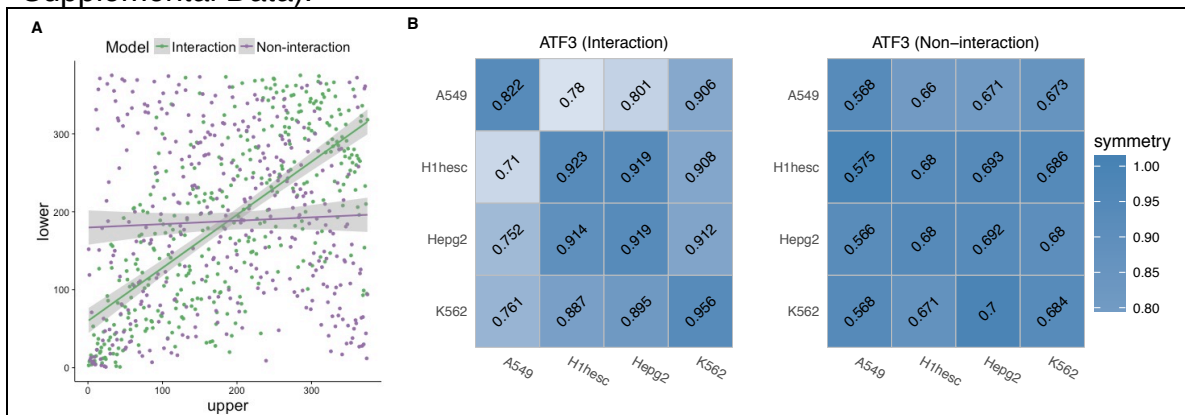 Supplemental Data).
A
Model Interaction Non-interaction
lower
300
200
100
0
0 100 200 300
upper
B
ATF3 (Interaction)
A549 0.822 0.78 0.801 0.906
H1hesc 0.71 0.923 0.919 0.908
Hepg2 0.752 0.914 0.919 0.912
K562 0.761 0.887 0.895 0.956
A549 H1hesc Hepg2 K562
ATF3 (Non−interaction)
A549 0.568 0.66 0.671 0.673
H1hesc 0.575 0.68 0.693 0.686
Hepg2 0.566 0.68 0.692 0.68
K562 0.568 0.671 0.7 0.684
A549 H1hesc Hepg2 K562
symmetry
1.00
0.95
0.90
0.85
0.80